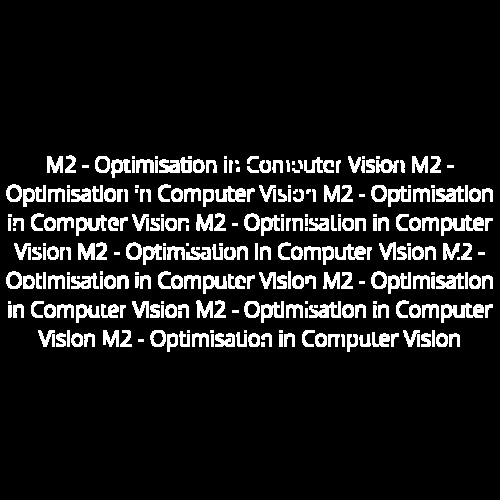 M2 - Optimisation in Computer Vision M2 -
Optimisation in Computer Vision M2 - Optimisation
in Computer Vision M2 - Optimisation in Computer
Vision M2 - Optimisation in Computer Vision M2 -
Optimisation in Computer Vision M2 - Optimisation
in Computer Vision M2 - Optimisation in Computer
Vision M2 - Optimisation in Computer Vision